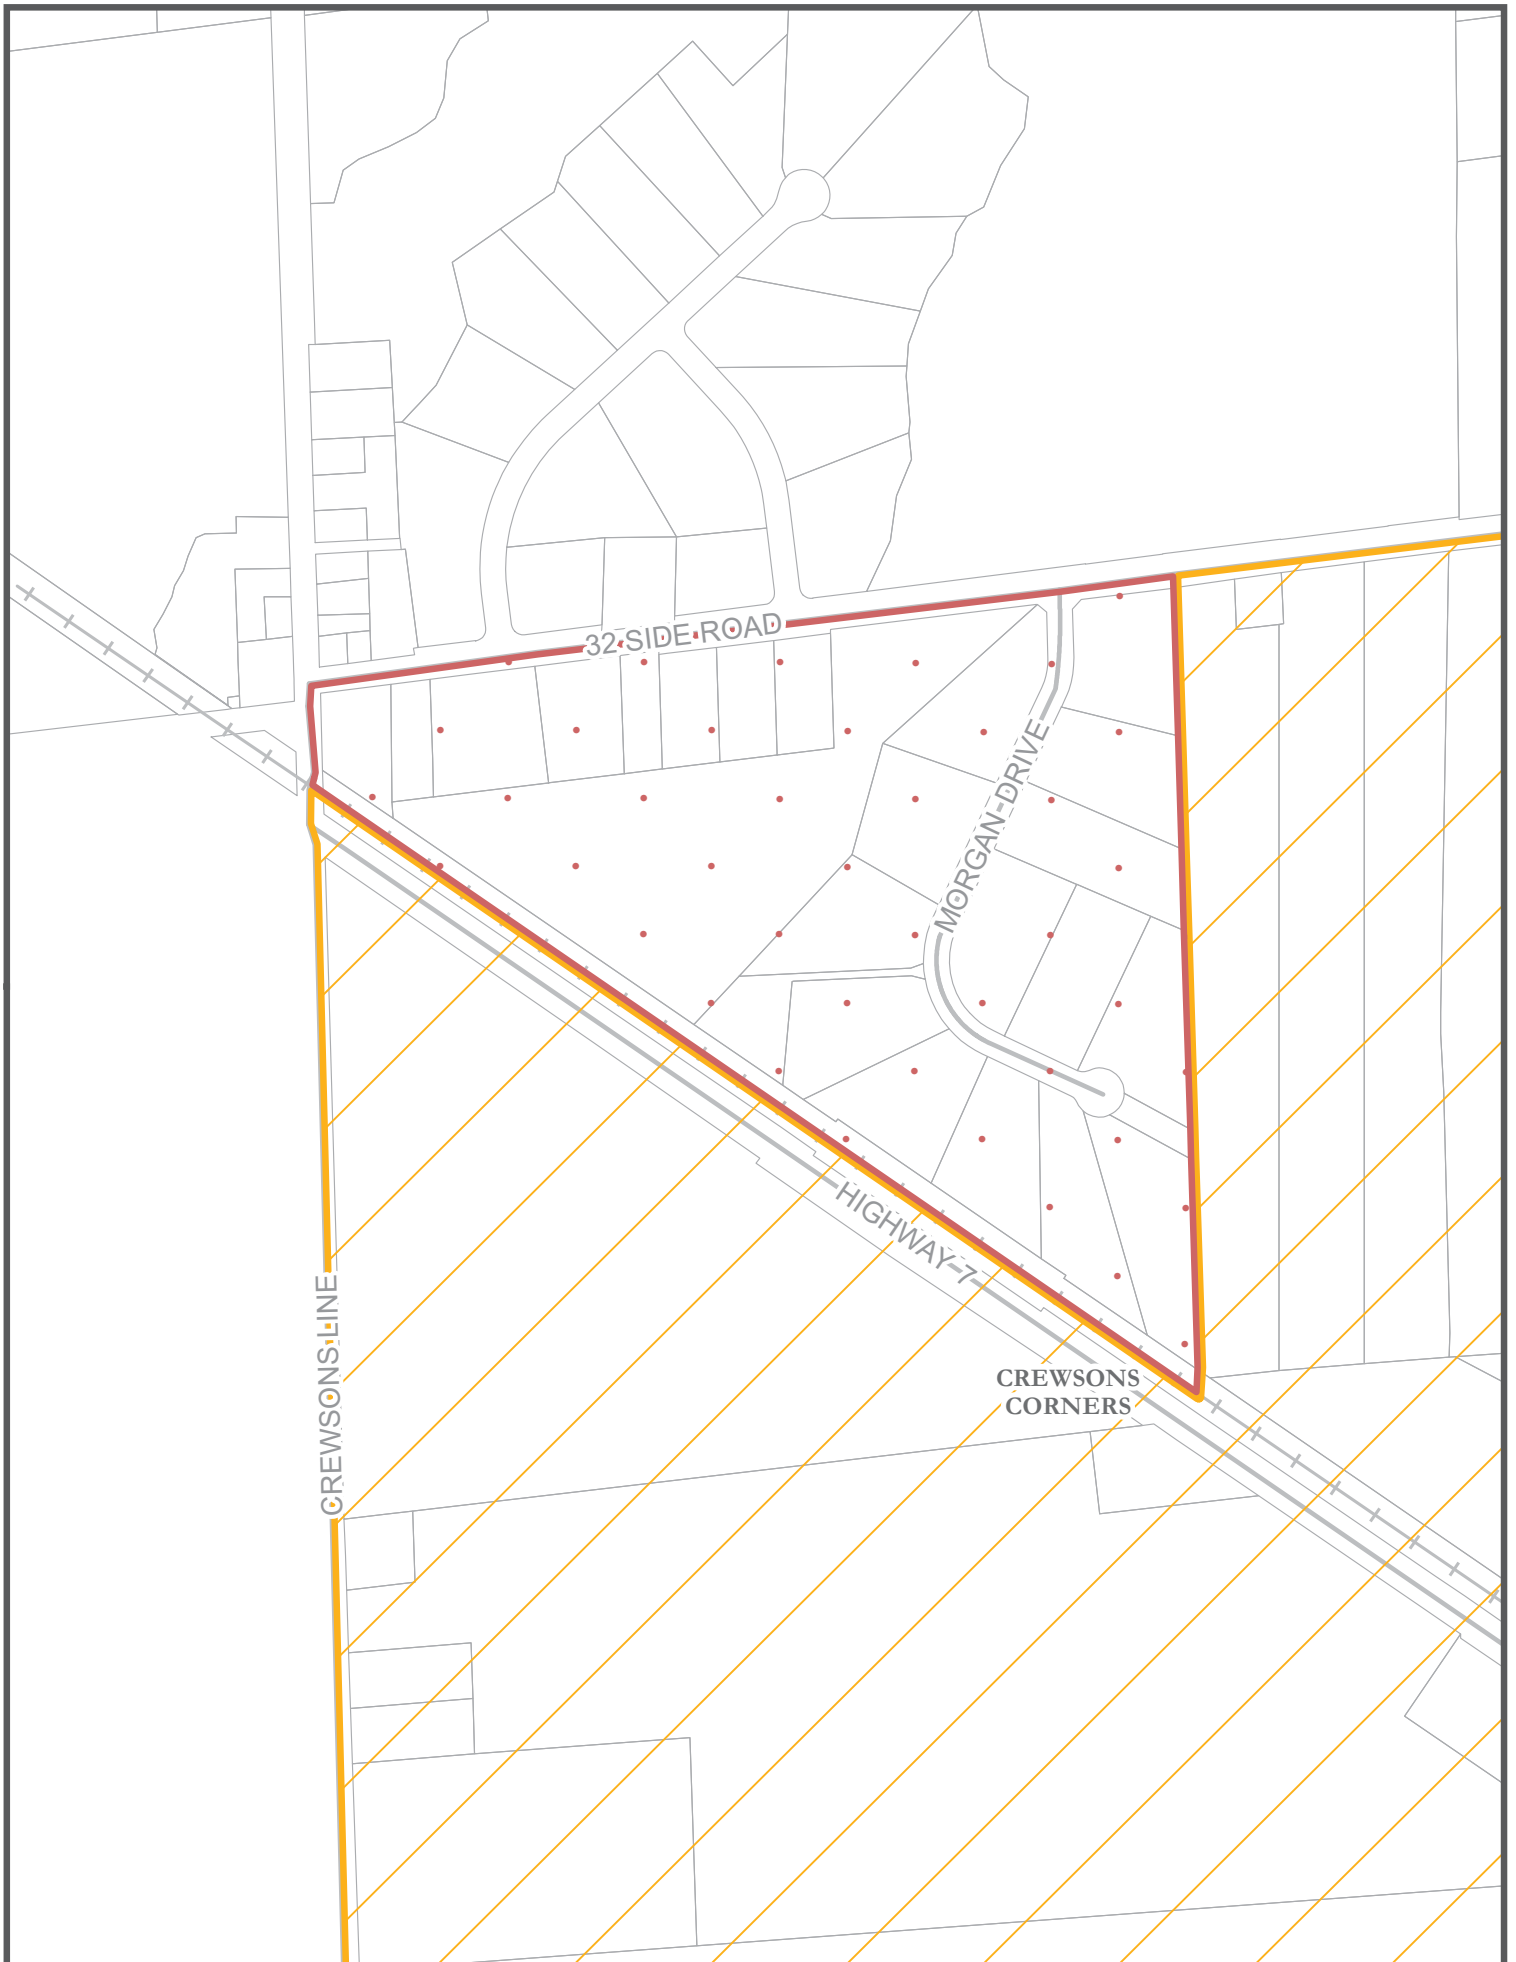 32 SIDE ROAD
MORGAN DRIVE
HIGHWAY 7
CREWSONS LINE
CREWSONS
CORNERS